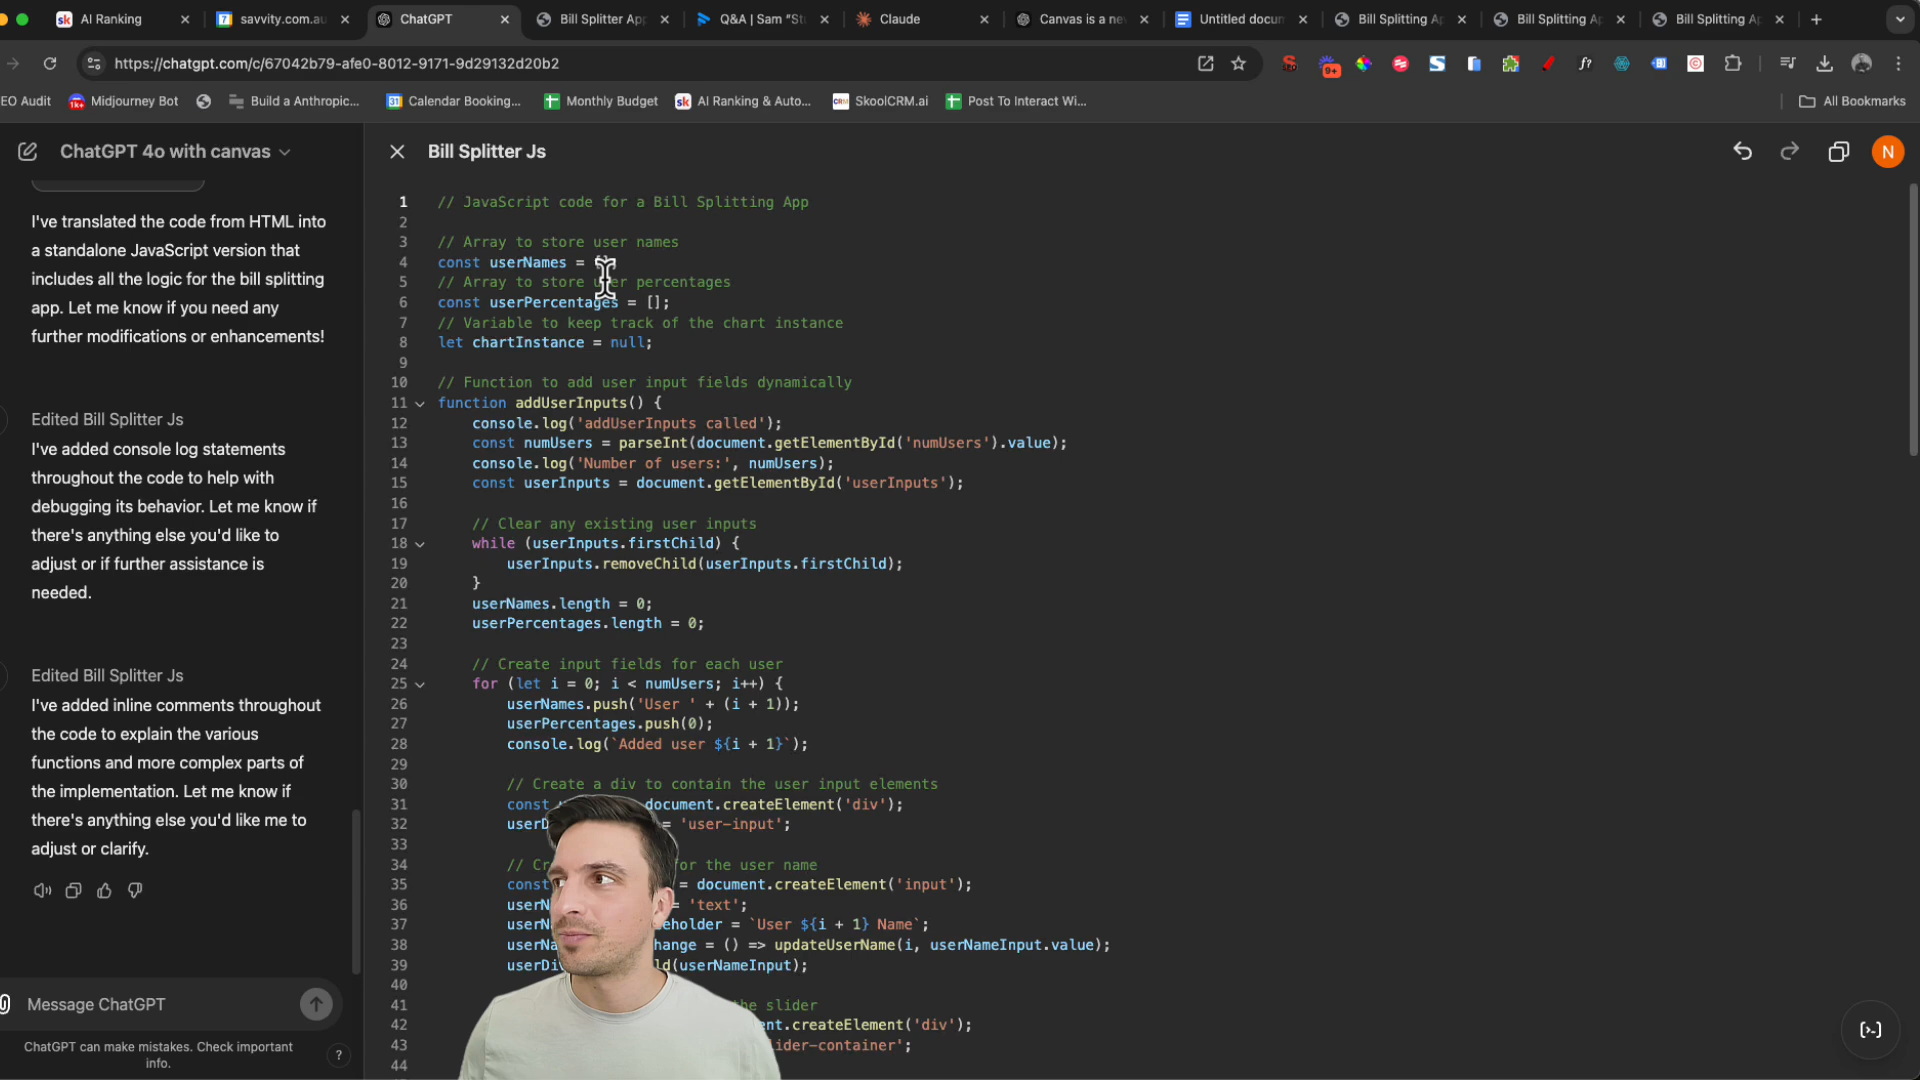 AI Ranking
savvity.com.au
ChatGPT
Bill Splitter App
Q&A | Sam "Stu
Claude
Canvas is a new
Untitled docum
Bill Splitting Ap
Bill Splitting Ap
Bill Splitting Ap
https://chatgpt.com/c/67042b79-afe0-8012-9171-9d29132d20b2
9+
f?
EO Audit
Midjourney Bot
Build a Anthropic...
Calendar Booking...
Monthly Budget
AI Ranking & Auto...
SkoolCRM.ai
Post To Interact Wi...
All Bookmarks
ChatGPT 4o with canvas
I've translated the code from HTML into
a standalone JavaScript version that
includes all the logic for the bill splitting
app. Let me know if you need any
further modifications or enhancements!
Edited Bill Splitter Js
I've added console log statements
throughout the code to help with
debugging its behavior. Let me know if
there's anything else you'd like to
adjust or if further assistance is
needed.
Edited Bill Splitter Js
I've added inline comments throughout
the code to explain the various
functions and more complex parts of
the implementation. Let me know if
there's anything else you'd like me to
adjust or clarify.
Message ChatGPT
ChatGPT can make mistakes. Check important
info.
?
Bill Splitter Js
N
1 // JavaScript code for a Bill Splitting App
2
3 // Array to store user names
4 const userNames =
5 // Array to store user percentages
6 const userPercentages = [];
7 // Variable to keep track of the chart instance
8 let chartInstance = null;
9
10 // Function to add user input fields dynamically
11 function addUserInputs() {
12 console.log('addUserInputs called');
13 const numUsers = parseInt(document.getElementById('numUsers').value);
14 console.log('Number of users:', numUsers);
15 const userInputs = document.getElementById('userInputs');
16
17 // Clear any existing user inputs
18 while (userInputs.firstChild) {
19 userInputs.removeChild(userInputs.firstChild);
20 }
21 userNames.length = 0;
22 userPercentages.length = 0;
23
24 // Create input fields for each user
25 for (let i = 0; i < numUsers; i++) {
26 userNames.push('User ' + (i + 1));
27 userPercentages.push(0);
28 console.log(`Added user ${i + 1}`);
29
30 // Create a div to contain the user input elements
31 const document.createElement('div');
32 userD = 'user-input';
33
34 // Cr for the user name
35 const = document.createElement('input');
36 userN = 'text';
37 userN eholder = `User ${i + 1} Name`;
38 userNa hange = () => updateUserName(i, userNameInput.value);
39 userDi ld(userNameInput);
40
41 the slider
42 ent.createElement('div');
43 lider-container';
44